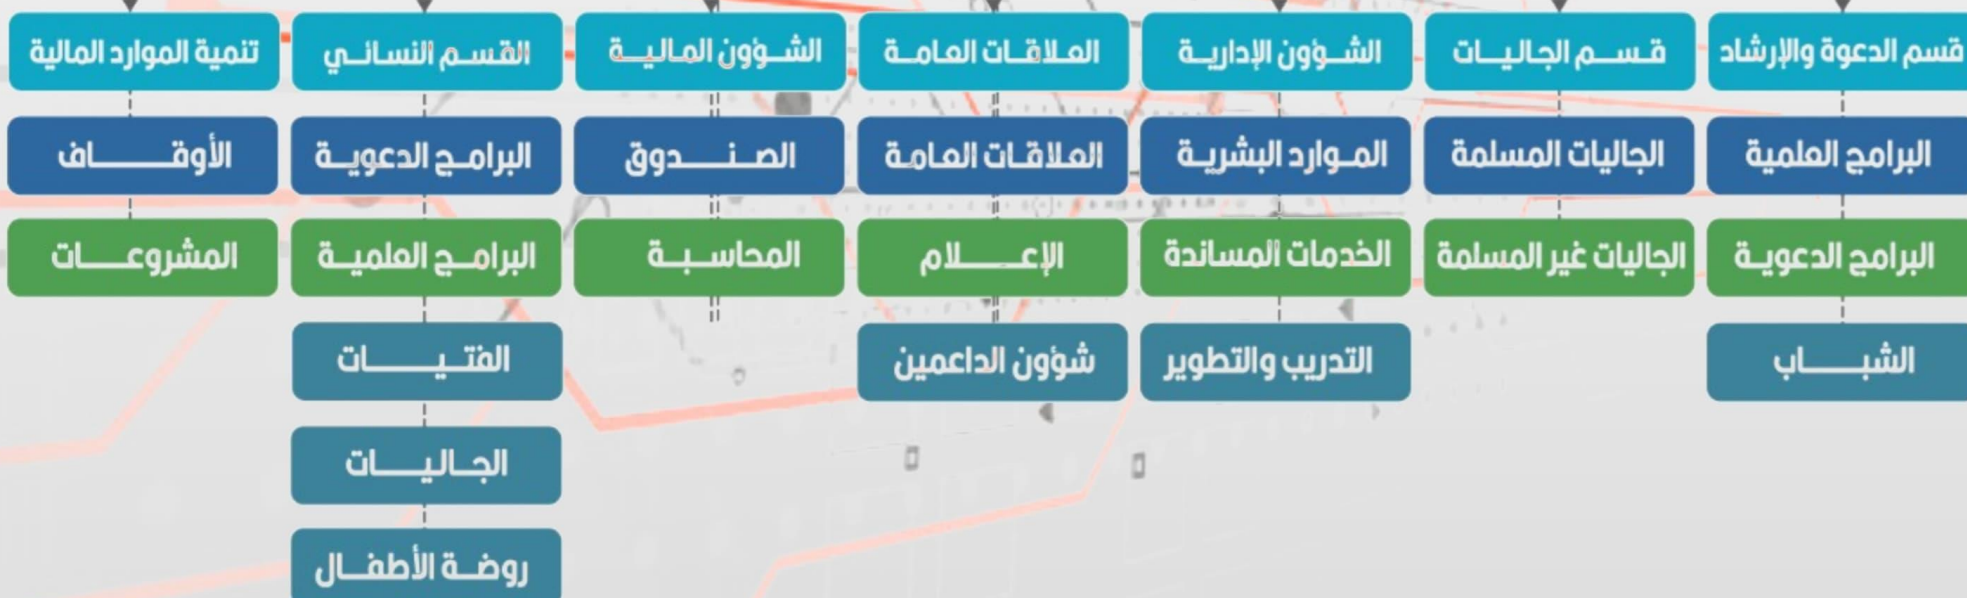 قسم الدعوة والإرشاد
قسم الجاليات
الشؤون الإدارية
العلاقات العامة
الشؤون المالية
القسم النسائي
تنمية الموارد المالية
البرامج العلمية
الجاليات المسلمة
الموارد البشرية
العلاقات العامة
الصندوق
البرامج الدعوية
الأوقاف
البرامج الدعوية
الجاليات غير المسلمة
الخدمات المساندة
الإعلام
المحاسبة
البرامج العلمية
المشروعات
الشباب
التدريب والتطوير
شؤون الداعمين
الفتيات
الجاليات
روضة الأطفال